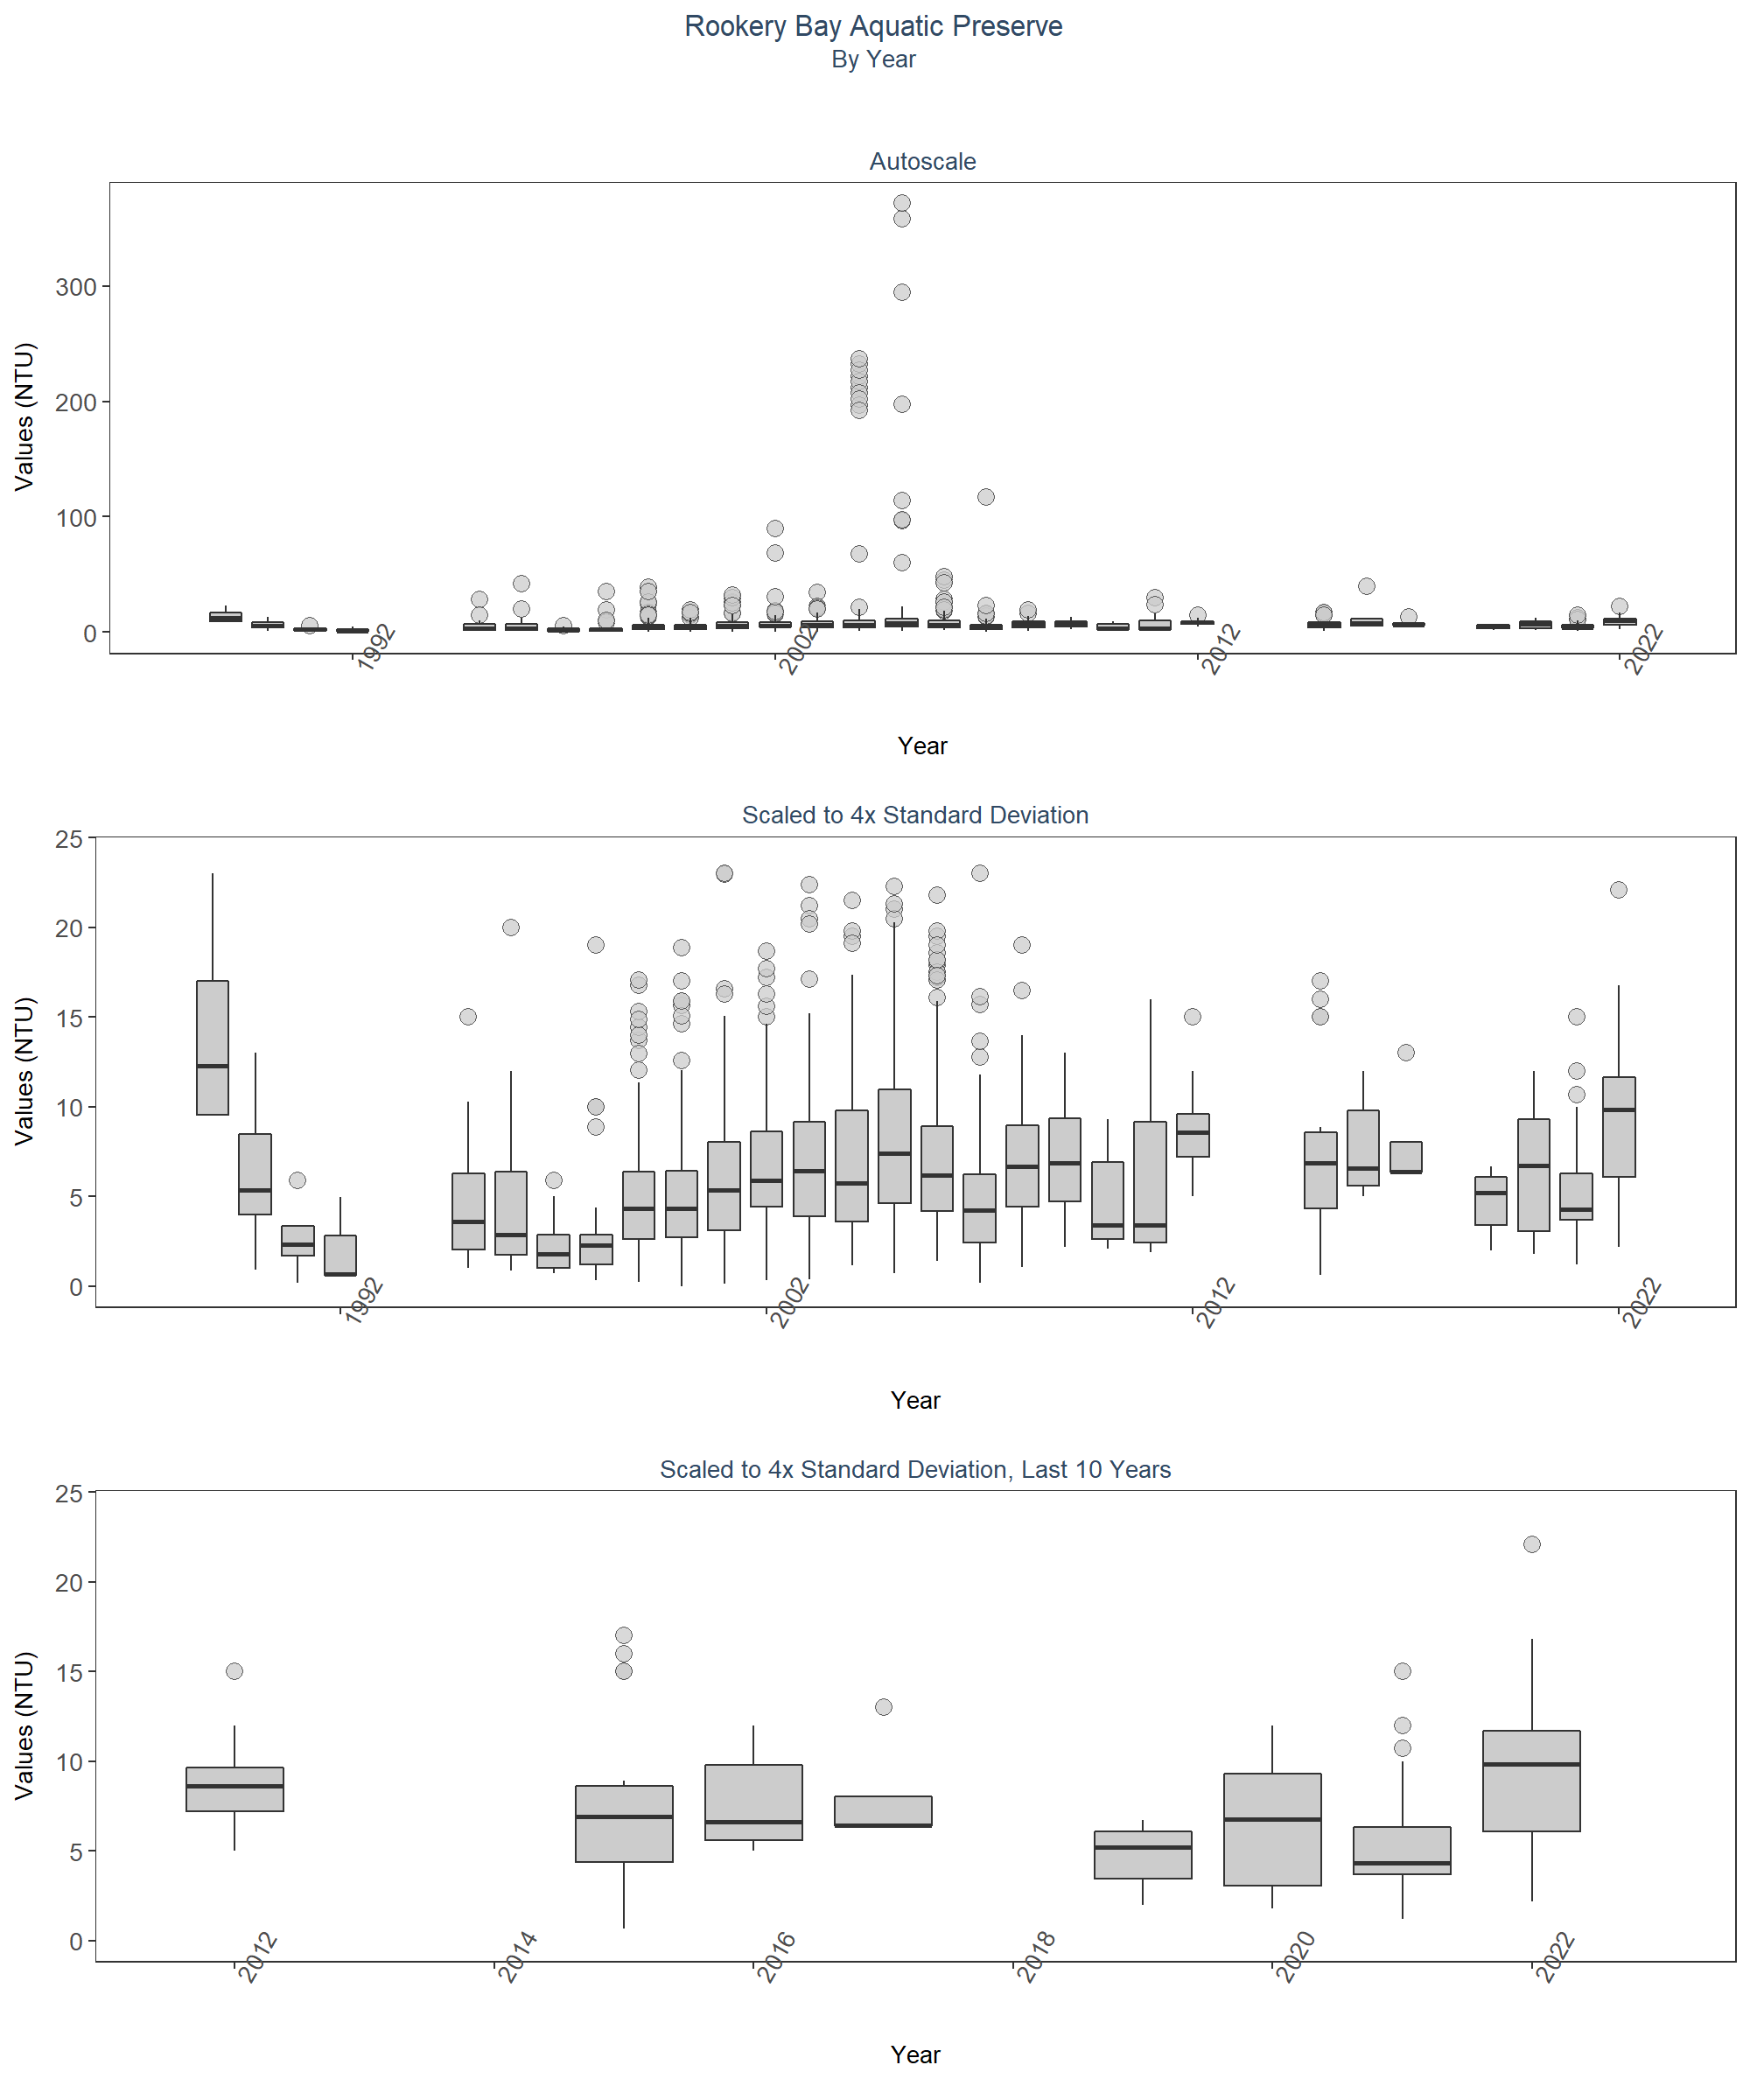 Rookery Bay Aquatic Preserve
By Year
Autoscale
Values (NTU)
300
200
100
0
1992
2002
2012
2022
Year
Scaled to 4x Standard Deviation
Values (NTU)
25
20
15
10
5
0
1992
2002
2012
2022
Year
Scaled to 4x Standard Deviation, Last 10 Years
Values (NTU)
25
20
15
10
5
0
2012
2014
2016
2018
2020
2022
Year